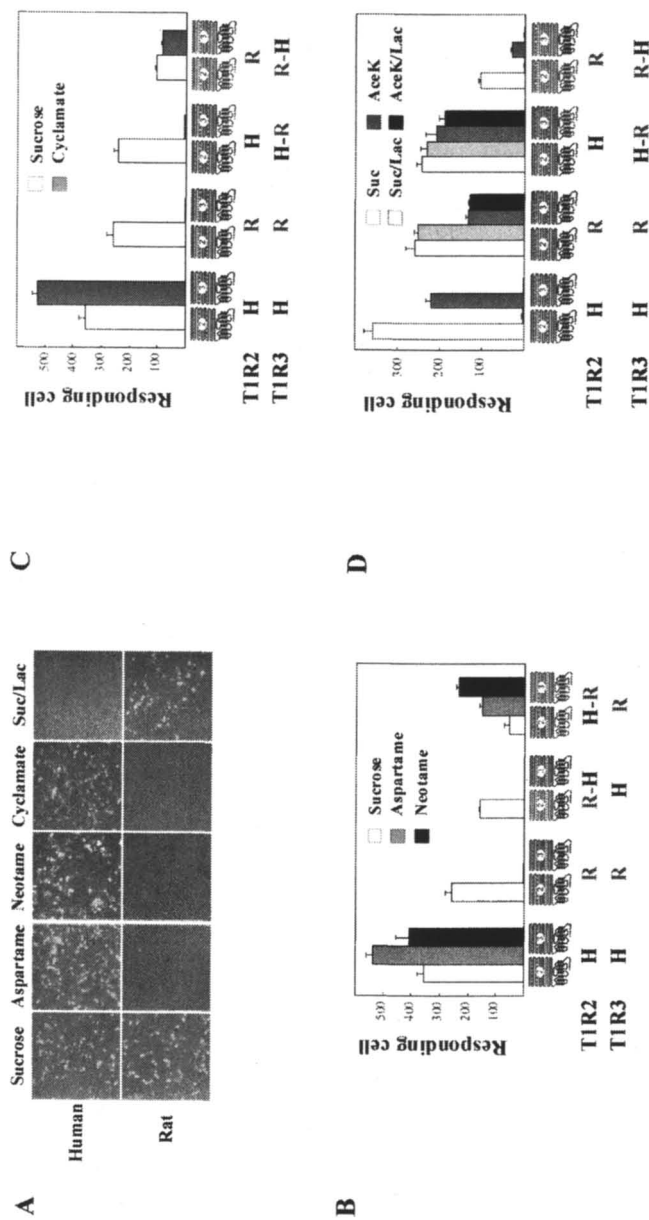 A
Sucrose Aspartame Neotame Cyclamate Suc/Lac
Human
Rat
B
Responding cell
500
400
300
200
100
Sucrose
Aspartame
Neotame
T1R2 H R R-H H-R
T1R3 H R H R
C
Responding cell
500
400
300
200
100
Sucrose
Cyclamate
T1R2 H R H R
T1R3 H R H-R R-H
D
Responding cell
300
200
100
Suc AceK
Suc/Lac AceK/Lac
T1R2 H R H R
T1R3 H R H-R R-H